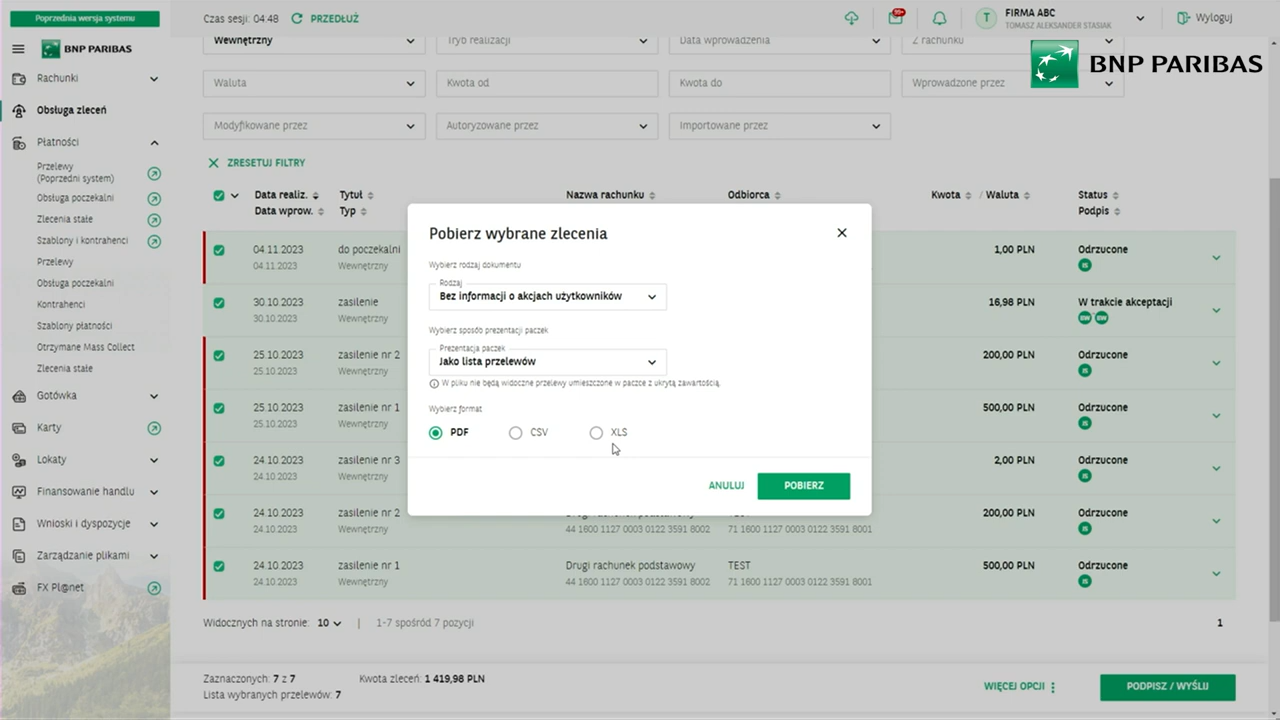 Poprzednia wersja systemu
Czas sesji: 04:48 PRZEDŁUŻ
99+
T FIRMA ABC
TOMASZ ALEKSANDER STASIAK
Wyloguj
BNP PARIBAS
BNP PARIBAS
Rachunki
Obsługa zleceń
Płatności
Przelewy
(Poprzedni system)
Obsługa poczekalni
Zlecenia stałe
Szablony i kontrahenci
Przelewy
Obsługa poczekalni
Kontrahenci
Szablony płatności
Otrzymane Mass Collect
Zlecenia stałe
Gotówka
Karty
Lokaty
Finansowanie handlu
Wnioski i dyspozycje
Zarządzanie plikami
FX Pl@net
Wewnętrzny Tryb realizacji Data wprowadzenia Z rachunku
Waluta Kwota od Kwota do Wprowadzone przez
Modyfikowane przez Autoryzowane przez Importowane przez
ZRESETUJ FILTRY
Data realiz. Tytuł Nazwa rachunku Odbiorca Kwota / Waluta Status
Data wprow. Typ Podpis
04.11.2023 do poczekalni 1,00 PLN Odrzucone
04.11.2023 Wewnętrzny IS
30.10.2023 zasilenie 16,98 PLN W trakcie akceptacji
30.10.2023 Wewnętrzny EW EW
25.10.2023 zasilenie nr 2 200,00 PLN Odrzucone
25.10.2023 Wewnętrzny IS
25.10.2023 zasilenie nr 1 500,00 PLN Odrzucone
25.10.2023 Wewnętrzny IS
24.10.2023 zasilenie nr 3 2,00 PLN Odrzucone
24.10.2023 Wewnętrzny IS
24.10.2023 zasilenie nr 2 200,00 PLN Odrzucone
24.10.2023 Wewnętrzny 44 1600 1127 0003 0122 3591 8002 71 1600 1127 0003 0122 3591 8001 IS
24.10.2023 zasilenie nr 1 Drugi rachunek podstawowy TEST 500,00 PLN Odrzucone
24.10.2023 Wewnętrzny 44 1600 1127 0003 0122 3591 8002 71 1600 1127 0003 0122 3591 8001 IS
Pobierz wybrane zlecenia
Wybierz rodzaj dokumentu
Rodzaj
Bez informacji o akcjach użytkowników
Wybierz sposób prezentacji paczek
Prezentacja paczek
Jako lista przelewów
W pliku nie będą widoczne przelewy umieszczone w paczce z ukrytą zawartością.
Wybierz format
PDF CSV XLS
ANULUJ POBIERZ
Widocznych na stronie: 10 | 1-7 spośród 7 pozycji 1
Zaznaczonych: 7 z 7 Kwota zleceń: 1 419,98 PLN
Lista wybranych przelewów: 7
WIĘCEJ OPCJI PODPISZ / WYŚLIJ